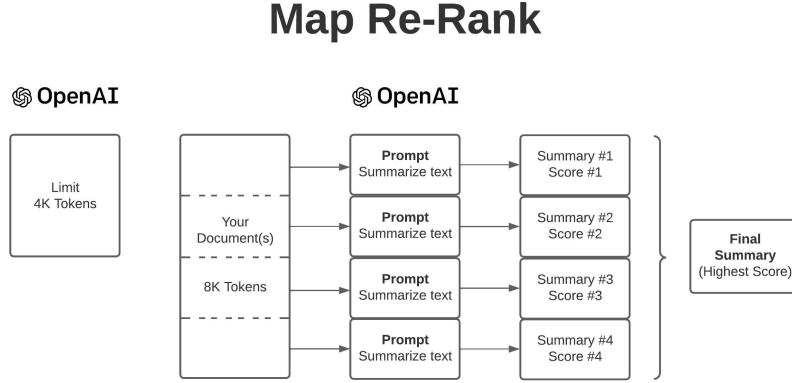 Map Re-Rank
OpenAI
OpenAI
Limit
4K Tokens
Your
Document(s)
8K Tokens
Prompt
Summarize text
Summary #1
Score #1
Prompt
Summarize text
Summary #2
Score #2
Prompt
Summarize text
Summary #3
Score #3
Prompt
Summarize text
Summary #4
Score #4
Final
Summary
(Highest Score)